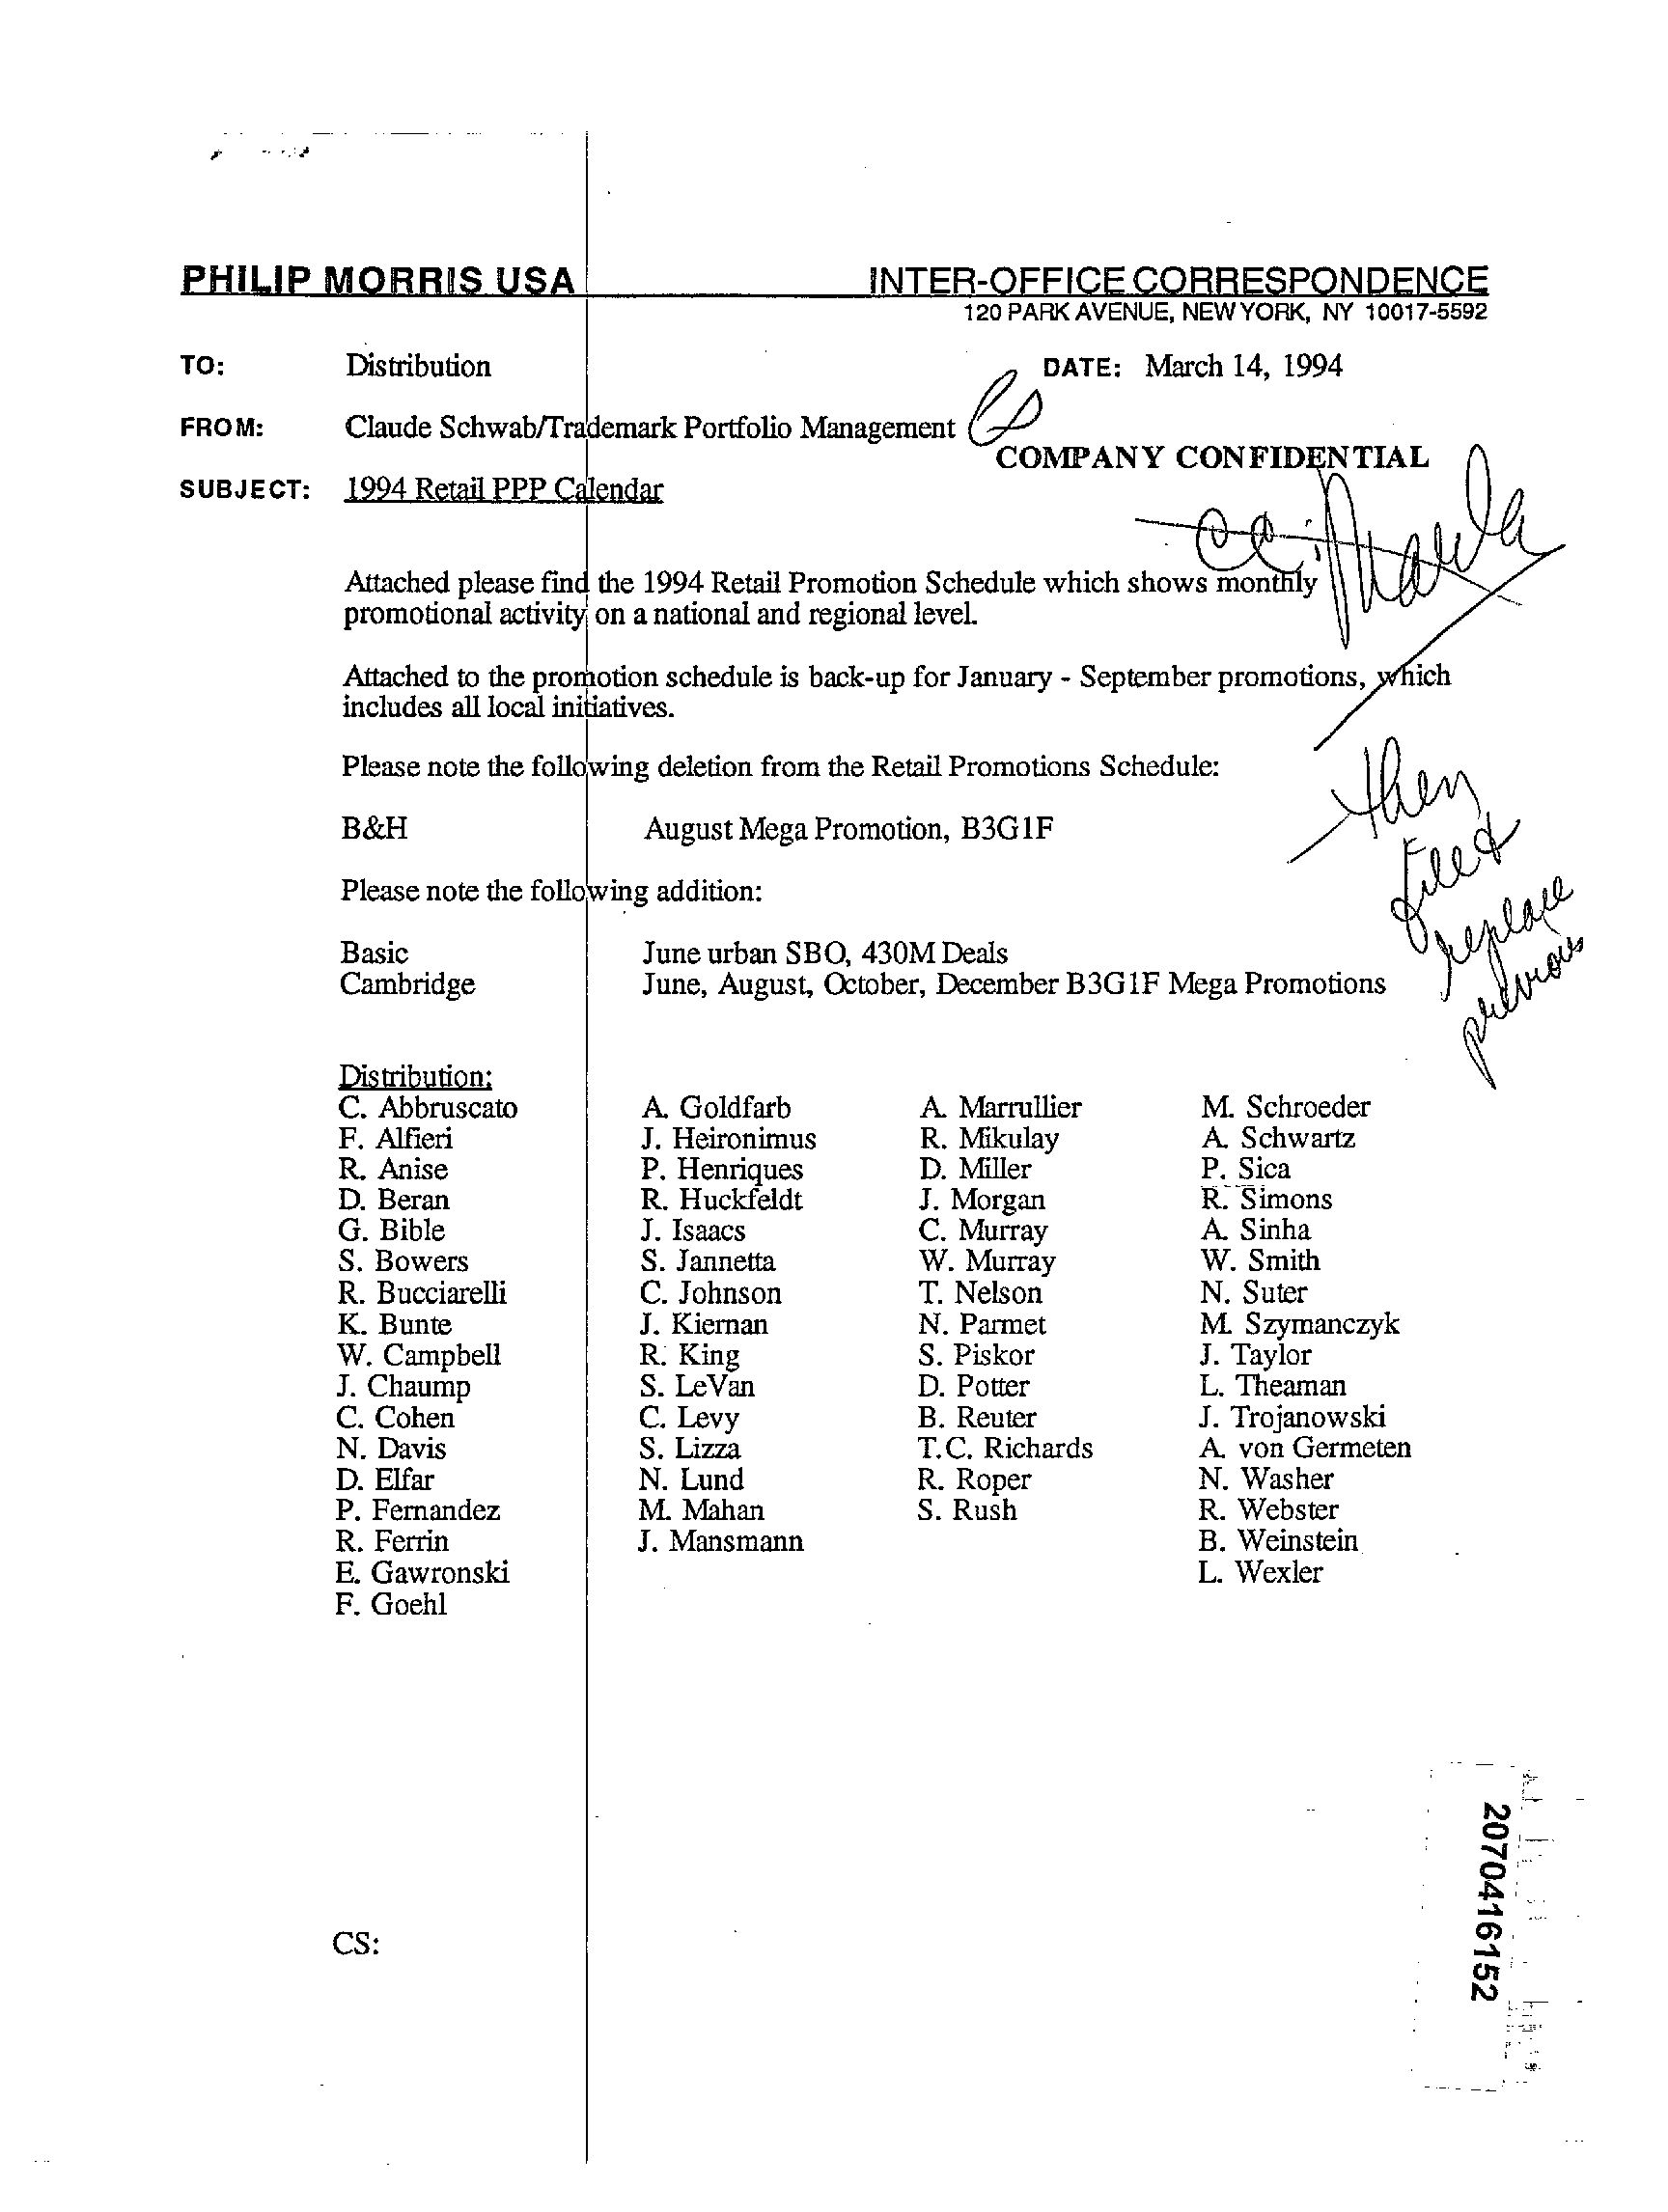 PHILIP MORRIS USA INTER-OFFICE CORRESPONDENCE
120 PARK AVENUE, NEW YORK, NY 10017-5592
TO: Distribution DATE: March 14, 1994
FROM: Claude Schwab/Trademark Portfolio Management CS
COMPANY CONFIDENTIAL
SUBJECT: 1994 Retail PPP Calendar
cc: Marla
Attached please find the 1994 Retail Promotion Schedule which shows monthly
promotional activity on a national and regional level.
Attached to the promotion schedule is back-up for January - September promotions, which
includes all local initiatives.
Please note the following deletion from the Retail Promotions Schedule:
then
file &
replace
previous
B&H August Mega Promotion, B3G1F
Please note the following addition:
Basic June urban SBO, 430M Deals
Cambridge June, August, October, December B3G1F Mega Promotions
Distribution:
C. Abbruscato A. Goldfarb A. Marrullier M. Schroeder
F. Alfieri J. Heironimus R. Mikulay A. Schwartz
R. Anise P. Henriques D. Miller P. Sica
D. Beran R. Huckfeldt J. Morgan R. Simons
G. Bible J. Isaacs C. Murray A. Sinha
S. Bowers S. Jannetta W. Murray W. Smith
R. Bucciarelli C. Johnson T. Nelson N. Suter
K. Bunte J. Kiernan N. Parmet M. Szymanczyk
W. Campbell R. King S. Piskor J. Taylor
J. Chaump S. LeVan D. Potter L. Theaman
C. Cohen C. Levy B. Reuter J. Trojanowski
N. Davis S. Lizza T.C. Richards A. von Germeten
D. Elfar N. Lund R. Roper N. Washer
P. Fernandez M. Mahan S. Rush R. Webster
R. Ferrin J. Mansmann B. Weinstein
E. Gawronski L. Wexler
F. Goehl
CS:
2070416152